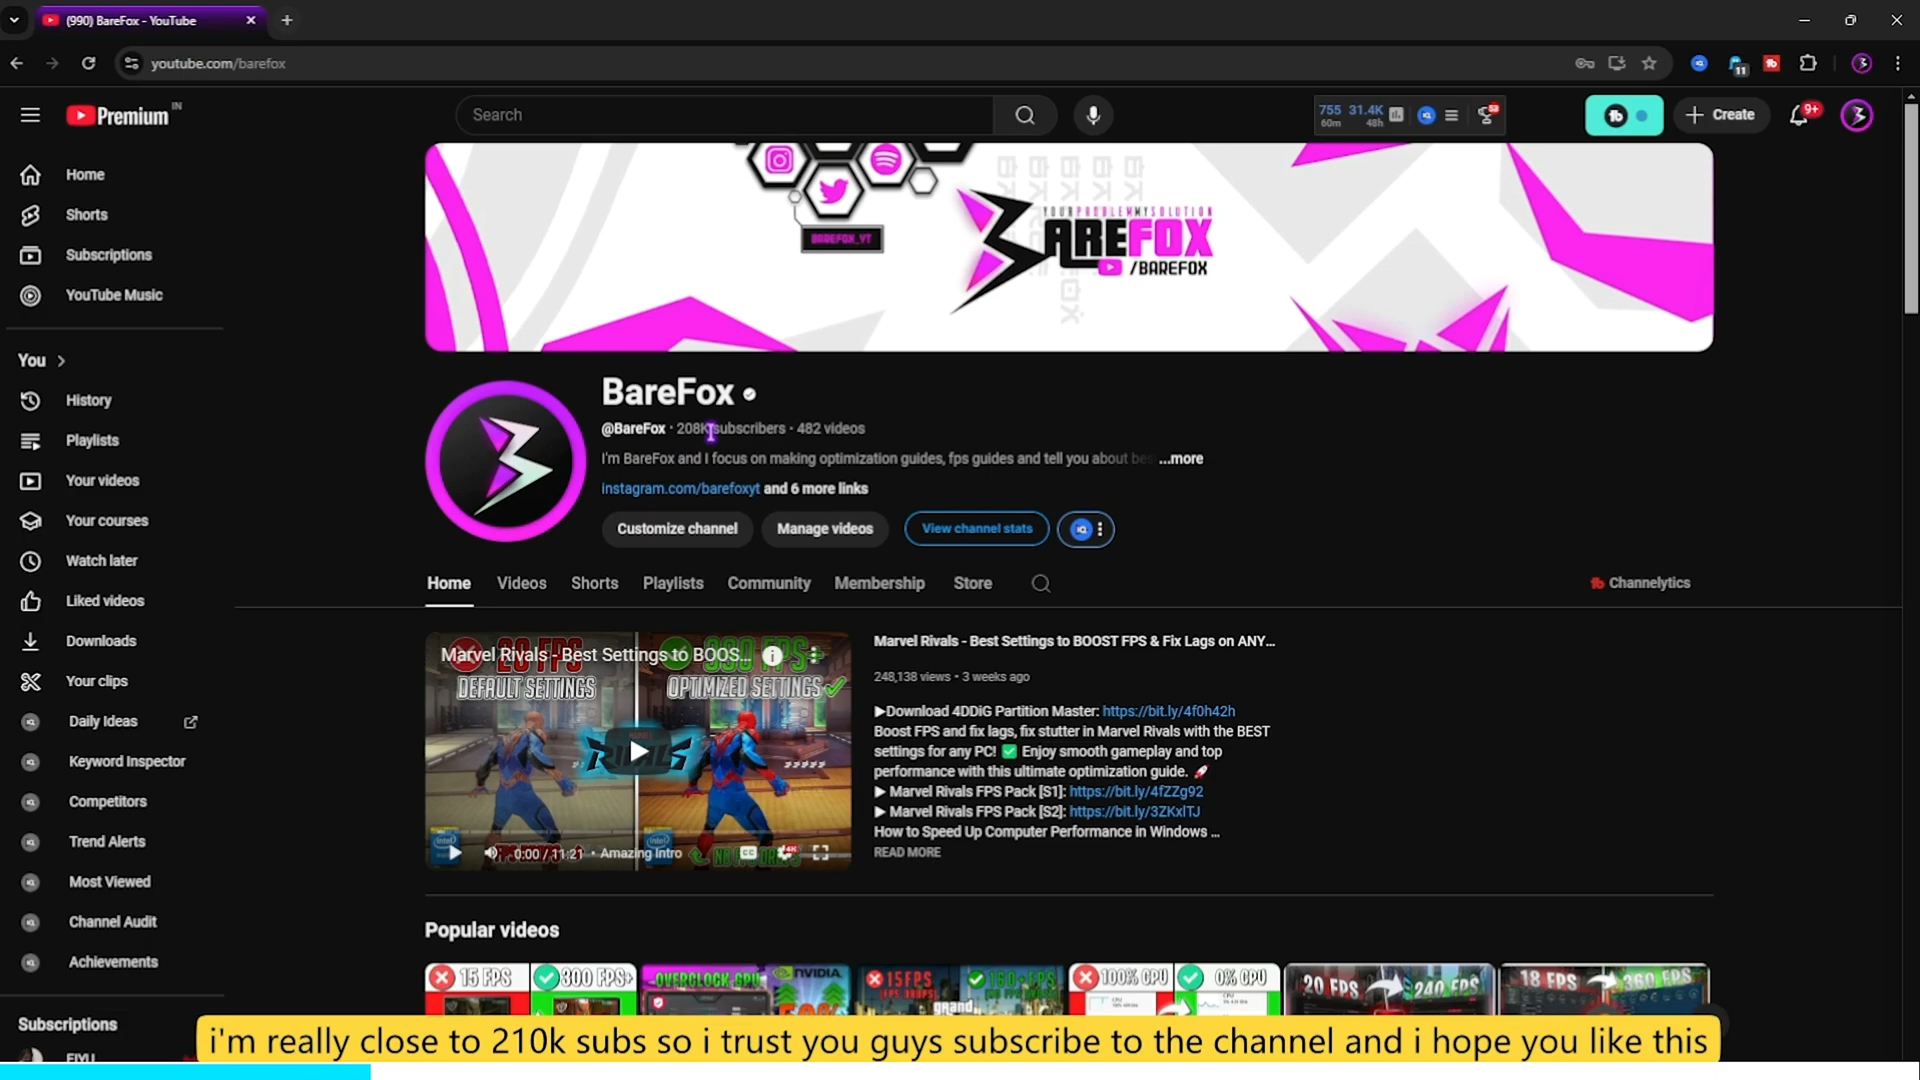 (990) BareFox - YouTube
youtube.com/barefox
11
Premium IN
Search
755 31.4K
60m 48h
53
Create
9+
Home
Shorts
Subscriptions
YouTube Music
You
History
Playlists
Your videos
Your courses
Watch later
Liked videos
Downloads
Your clips
Daily Ideas
Keyword Inspector
Competitors
Trend Alerts
Most Viewed
Channel Audit
Achievements
Subscriptions
BAREFOX_YT
YOURPROBLEMMYSOLUTION
BAREFOX
/BAREFOX
BareFox
@BareFox · 208K subscribers · 482 videos
I'm BareFox and I focus on making optimization guides, fps guides and tell you about bes ...more
instagram.com/barefoxyt and 6 more links
Customize channel
Manage videos
View channel stats
Home
Videos
Shorts
Playlists
Community
Membership
Store
Channelytics
Marvel Rivals - Best Settings to BOOS...
20 FPS
DEFAULT SETTINGS
OPTIMIZED SETTINGS
RIVALS
0:00 / 11:21 • Amazing Intro
Marvel Rivals - Best Settings to BOOST FPS & Fix Lags on ANY...
248,138 views • 3 weeks ago
▶Download 4DDiG Partition Master: https://bit.ly/4f0h42h
Boost FPS and fix lags, fix stutter in Marvel Rivals with the BEST
settings for any PC! ✅ Enjoy smooth gameplay and top
performance with this ultimate optimization guide. 🚀
▶ Marvel Rivals FPS Pack [S1]: https://bit.ly/4fZZg92
▶ Marvel Rivals FPS Pack [S2]: https://bit.ly/3ZKxlTJ
How to Speed Up Computer Performance in Windows ...
READ MORE
Popular videos
15 FPS
300 FPS+
OVERCLOCK GPU
NVIDIA
15FPS
160+FPS
grand
100% CPU
0% CPU
20 FPS
240 FPS
18 FPS
360 FPS
i'm really close to 210k subs so i trust you guys subscribe to the channel and i hope you like this